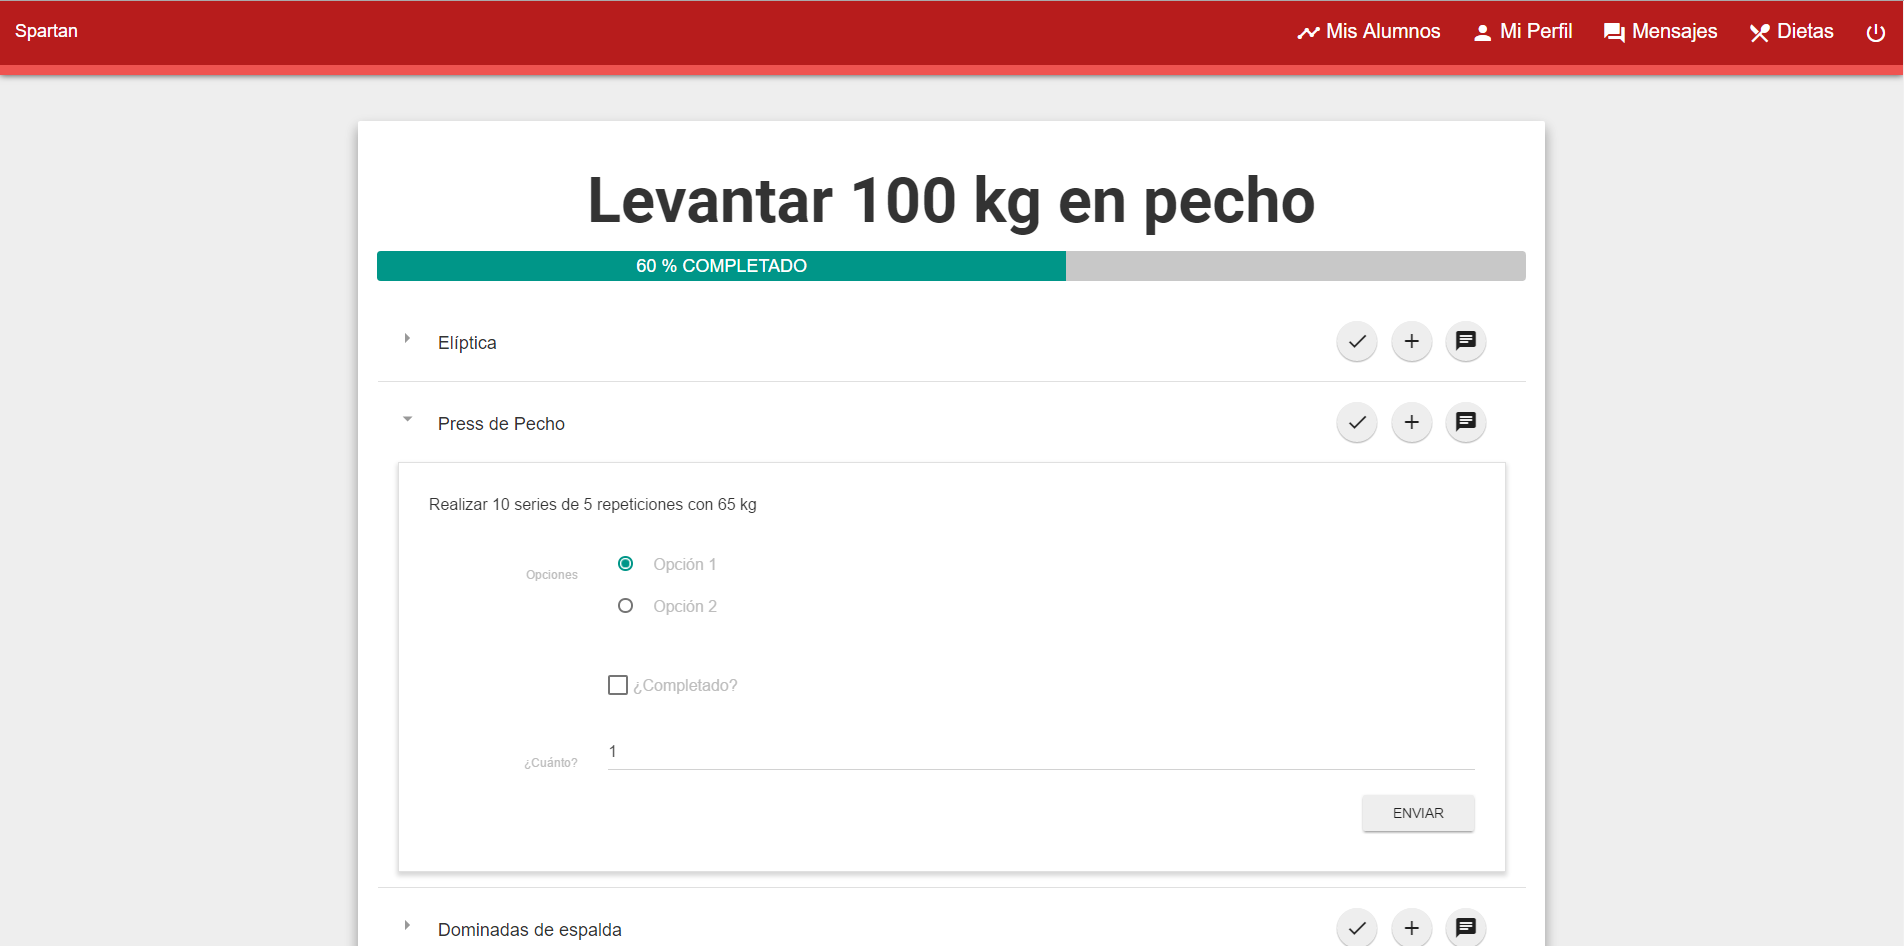 Spartan
Mis Alumnos
Mi Perfil
Mensajes
Dietas
Levantar 100 kg en pecho
60 % COMPLETADO
Elíptica
Press de Pecho
Realizar 10 series de 5 repeticiones con 65 kg
Opciones
Opción 1
Opción 2
¿Completado?
¿Cuánto?
1
ENVIAR
Dominadas de espalda